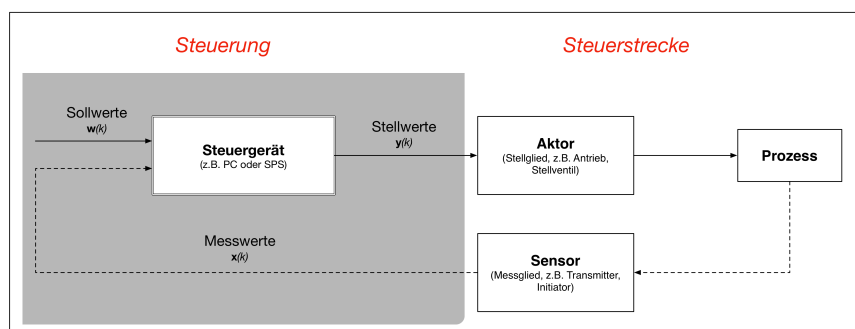 Steuerung
Steuerstrecke
Sollwerte
w(k)
Steuergerät
(z.B. PC oder SPS)
Stellwerte
y(k)
Aktor
(Stellglied, z.B. Antrieb,
Stellventil)
Prozess
Messwerte
x(k)
Sensor
(Messglied, z.B. Transmitter,
Initiator)